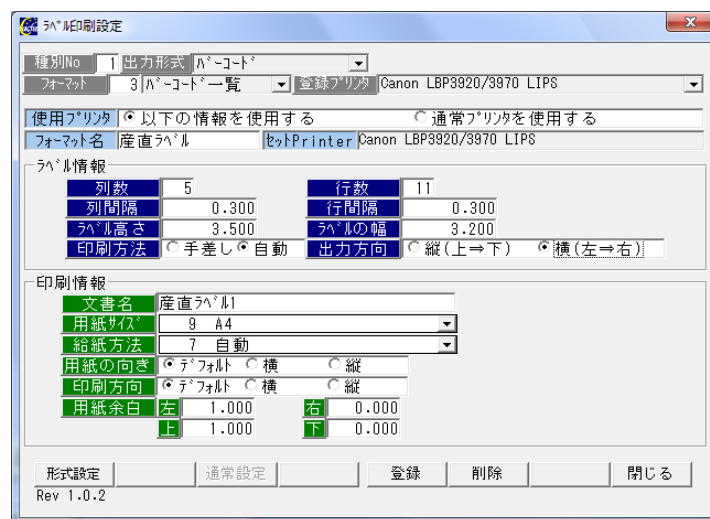 ﾗﾍﾞﾙ印刷設定
種別No 1 出力形式 ﾊﾞｰｺｰﾄﾞ
ﾌｫｰﾏｯﾄ 3 ﾊﾞｰｺｰﾄﾞ一覧 登録ﾌﾟﾘﾝﾀ Canon LBP3920/3970 LIPS
使用ﾌﾟﾘﾝﾀ 以下の情報を使用する 通常ﾌﾟﾘﾝﾀを使用する
ﾌｫｰﾏｯﾄ名 産直ﾗﾍﾞﾙ ｾｯﾄPrinter Canon LBP3920/3970 LIPS
ﾗﾍﾞﾙ情報
列数 5 行数 11
列間隔 0.300 行間隔 0.300
ﾗﾍﾞﾙ高さ 3.500 ﾗﾍﾞﾙの幅 3.200
印刷方法 手差し 自動 出力方向 縦(上⇒下) 横(左⇒右)
印刷情報
文書名 産直ﾗﾍﾞﾙ1
用紙ｻｲｽﾞ 9 A4
給紙方法 7 自動
用紙の向き ﾃﾞﾌｫﾙﾄ 横 縦
印刷方向 ﾃﾞﾌｫﾙﾄ 横 縦
用紙余白 左 1.000 右 0.000
上 1.000 下 0.000
形式設定 通常設定 登録 削除 閉じる
Rev 1.0.2